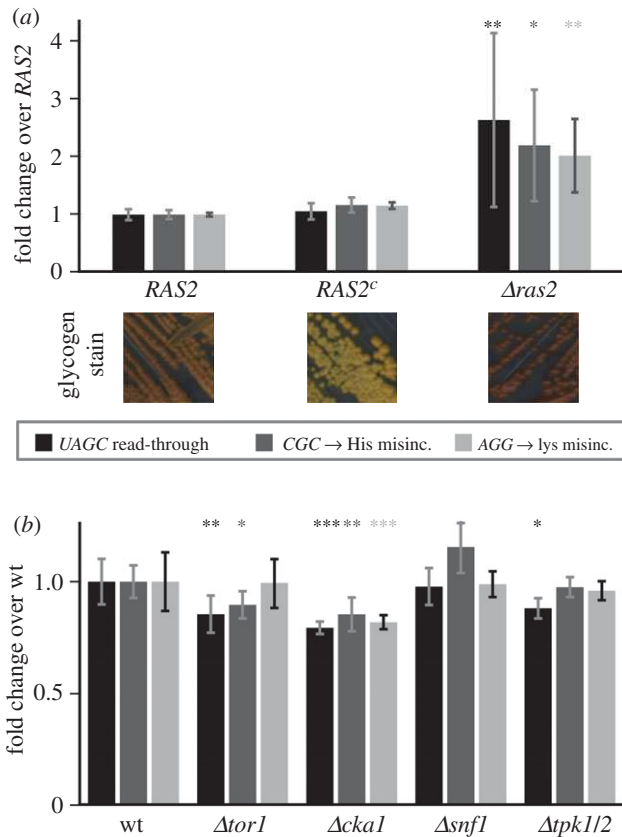 (a)
fold change over RAS2
4
3
2
1
0
** * **
RAS2 RAS2ᶜ Δras2
glycogen
stain
UAGC read-through CGC → His misinc. AGG → lys misinc.
(b)
fold change over wt
1.0
0.5
0
** * *** ** *** *
wt Δtor1 Δcka1 Δsnf1 Δtpk1/2